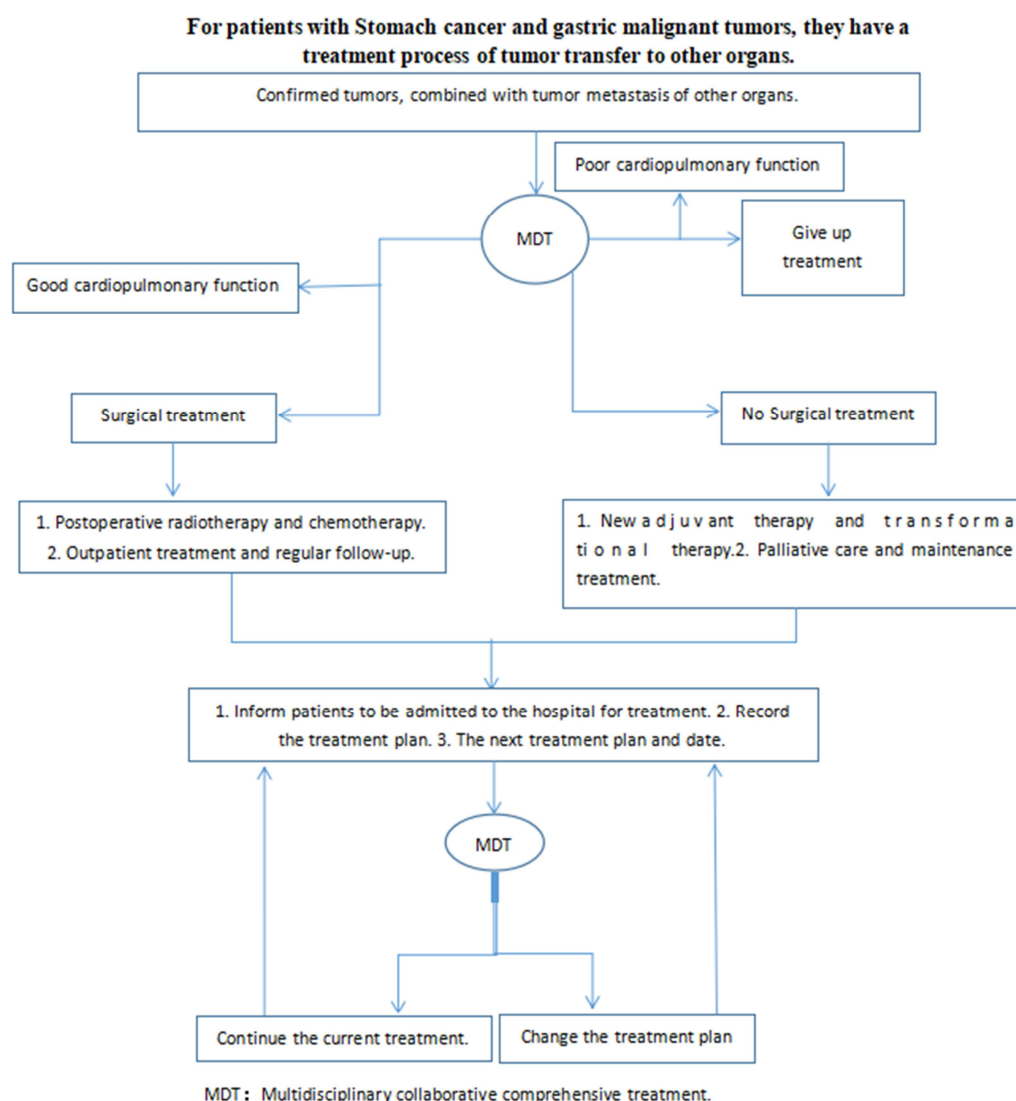 For patients with Stomach cancer and gastric malignant tumors, they have a
treatment process of tumor transfer to other organs.
Confirmed tumors, combined with tumor metastasis of other organs.
Poor cardiopulmonary function
MDT
Give up
treatment
Good cardiopulmonary function
Surgical treatment
No Surgical treatment
1. Postoperative radiotherapy and chemotherapy.
2. Outpatient treatment and regular follow-up.
1. New adjuvant therapy and transforma
tional therapy.2. Palliative care and maintenance
treatment.
1. Inform patients to be admitted to the hospital for treatment. 2. Record
the treatment plan. 3. The next treatment plan and date.
MDT
Continue the current treatment.
Change the treatment plan
MDT： Multidisciplinary collaborative comprehensive treatment.